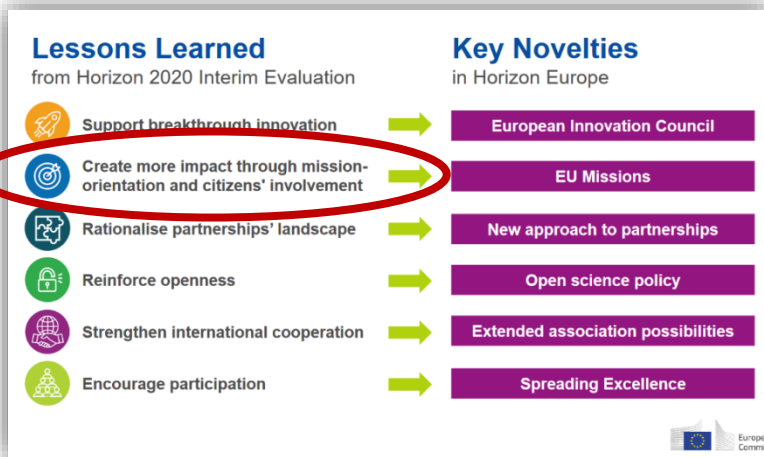 Lessons Learned
from Horizon 2020 Interim Evaluation
Key Novelties
in Horizon Europe
Support breakthrough innovation
European Innovation Council
Create more impact through mission-
orientation and citizens' involvement
EU Missions
Rationalise partnerships' landscape
New approach to partnerships
Reinforce openness
Open science policy
Strengthen international cooperation
Extended association possibilities
Encourage participation
Spreading Excellence